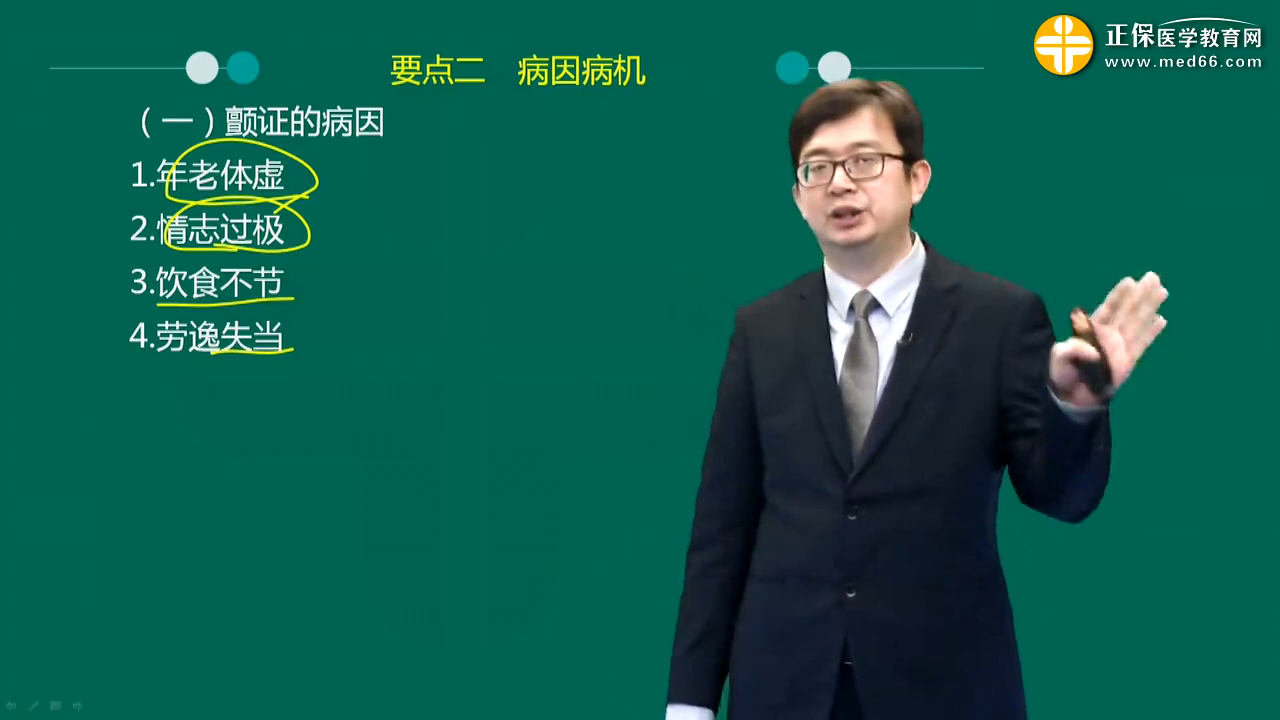 正保医学教育网
www.med66.com
要点二 病因病机
（一）颤证的病因
1.年老体虚
2.情志过极
3.饮食不节
4.劳逸失当